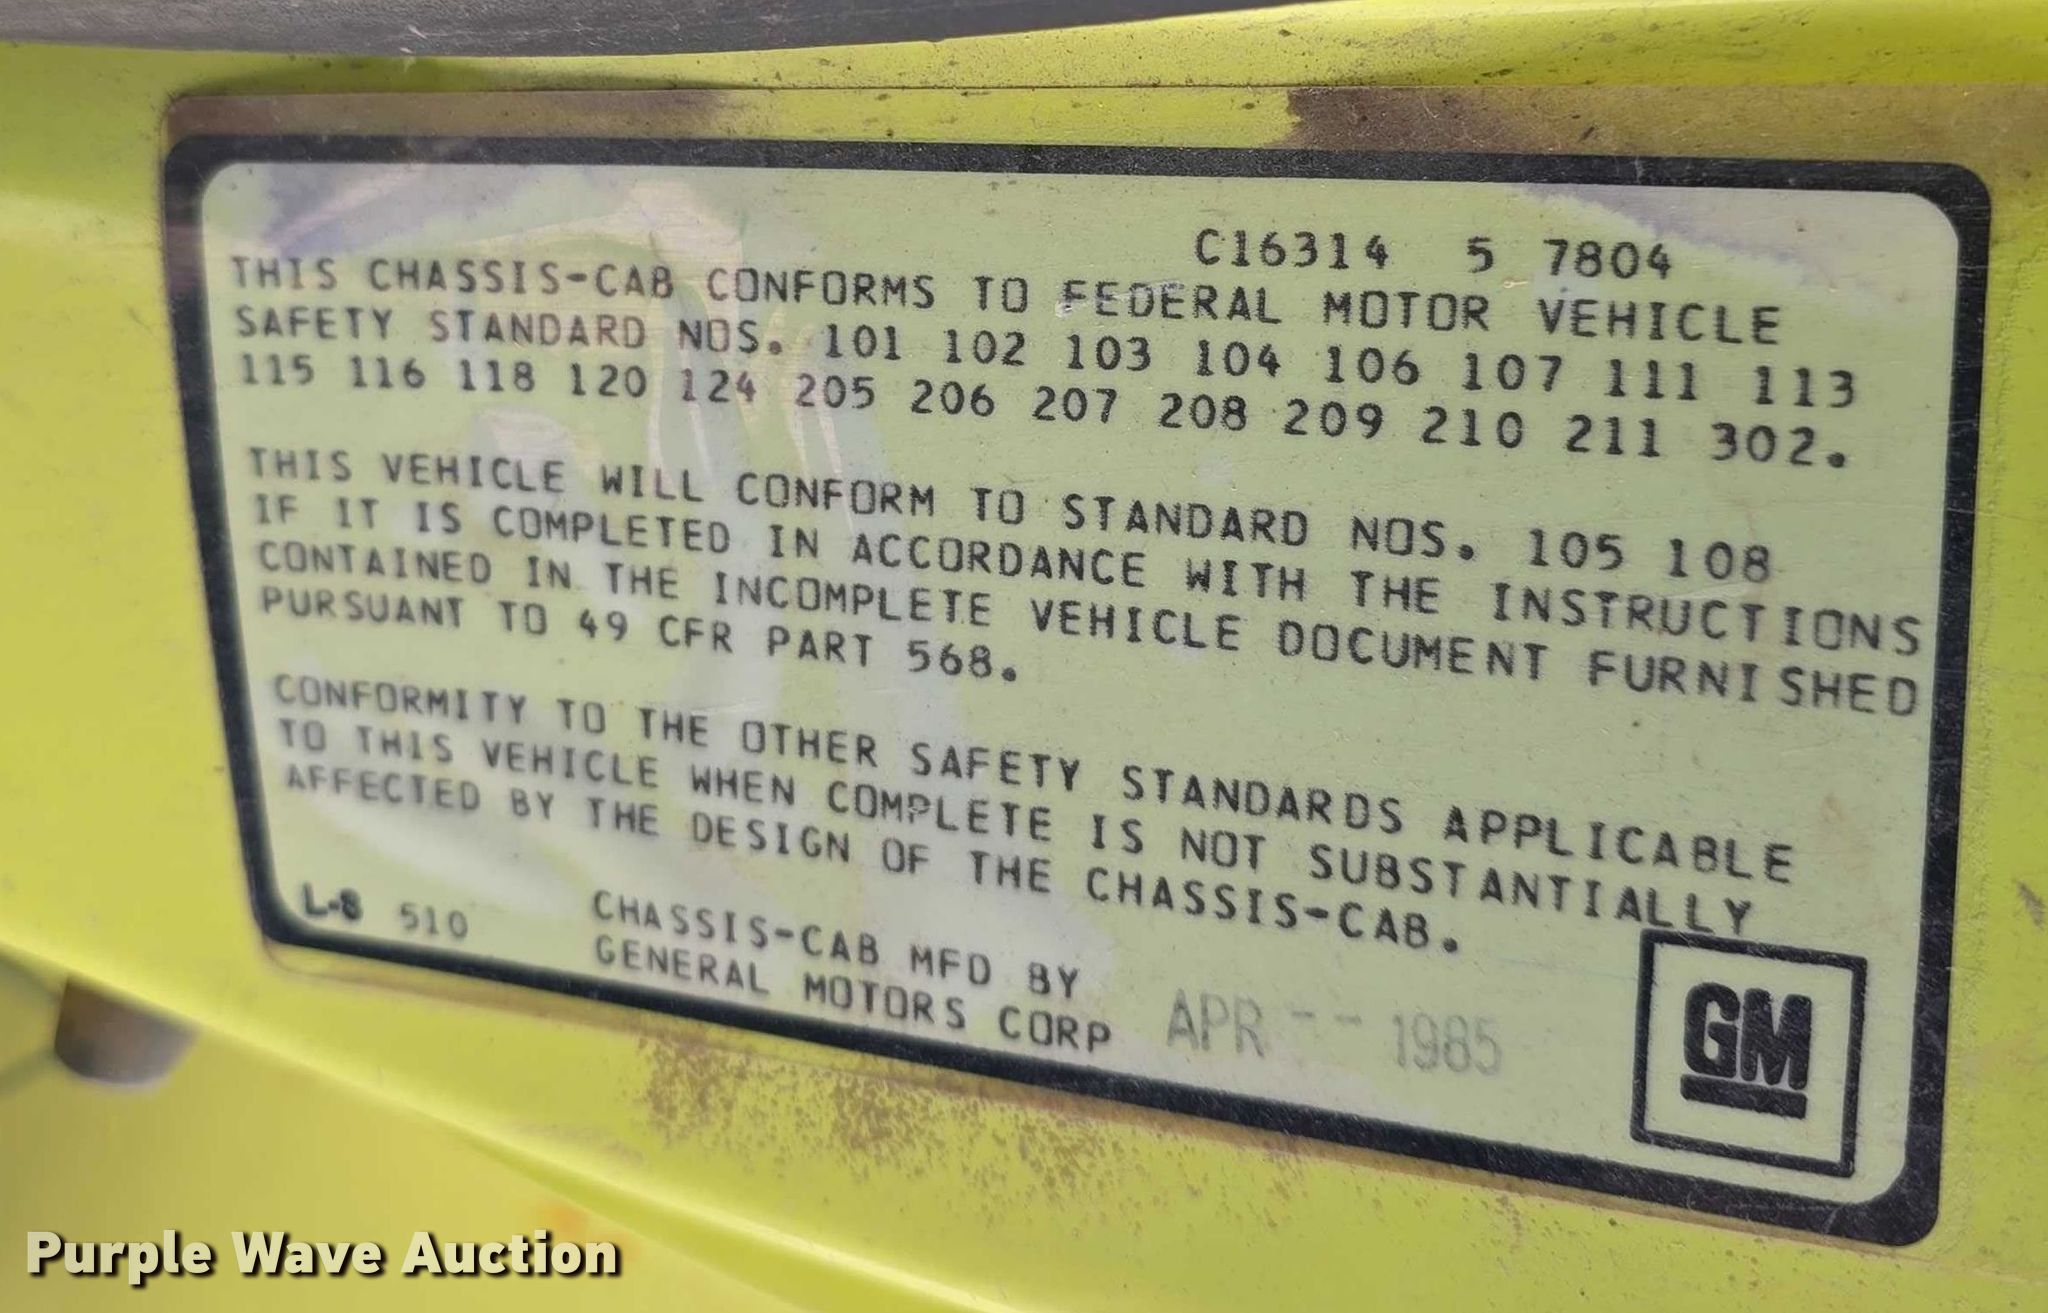 C16314 5 7804
THIS CHASSIS-CAB CONFORMS TO FEDERAL MOTOR VEHICLE
SAFETY STANDARD NOS. 101 102 103 104 106 107 111 113
115 116 118 120 124 205 206 207 208 209 210 211 302.
THIS VEHICLE WILL CONFORM TO STANDARD NOS. 105 108
IF IT IS COMPLETED IN ACCORDANCE WITH THE INSTRUCTIONS
CONTAINED IN THE INCOMPLETE VEHICLE DOCUMENT FURNISHED
PURSUANT TO 49 CFR PART 568.
CONFORMITY TO THE OTHER SAFETY STANDARDS APPLICABLE
TO THIS VEHICLE WHEN COMPLETE IS NOT SUBSTANTIALLY
AFFECTED BY THE DESIGN OF THE CHASSIS-CAB.
L-8 510
CHASSIS-CAB MFD BY
GENERAL MOTORS CORP APR -- 1985
GM
Purple Wave Auction